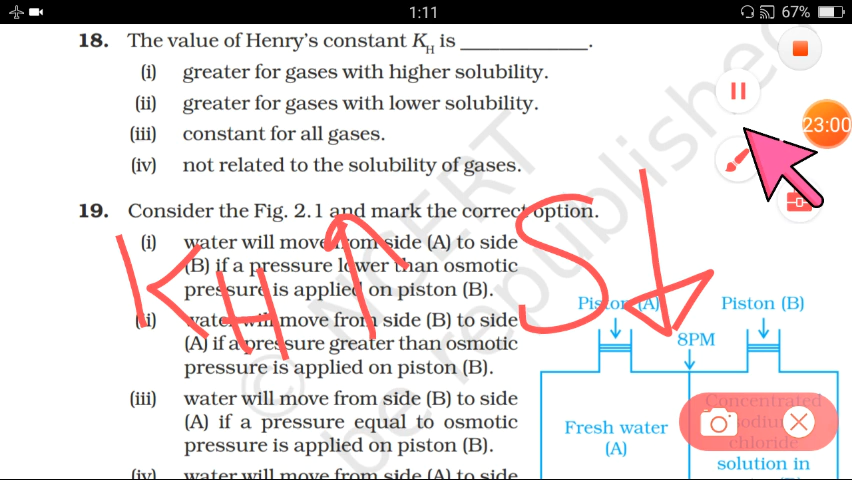 1:11
67%
18. The value of Henry's constant K_H is ____________.
(i) greater for gases with higher solubility.
(ii) greater for gases with lower solubility.
(iii) constant for all gases.
(iv) not related to the solubility of gases.
23:00
19. Consider the Fig. 2.1 and mark the correct option.
(i) water will move from side (A) to side
(B) if a pressure lower than osmotic
pressure is applied on piston (B).
(ii) water will move from side (B) to side
(A) if a pressure greater than osmotic
pressure is applied on piston (B).
(iii) water will move from side (B) to side
(A) if a pressure equal to osmotic
pressure is applied on piston (B).
(iv) water will move from side (A) to side
KH↑ S↓
Piston (A)
Piston (B)
SPM
Fresh water
(A)
Concentrated
sodium
chloride
solution in
© NCERT
be republished